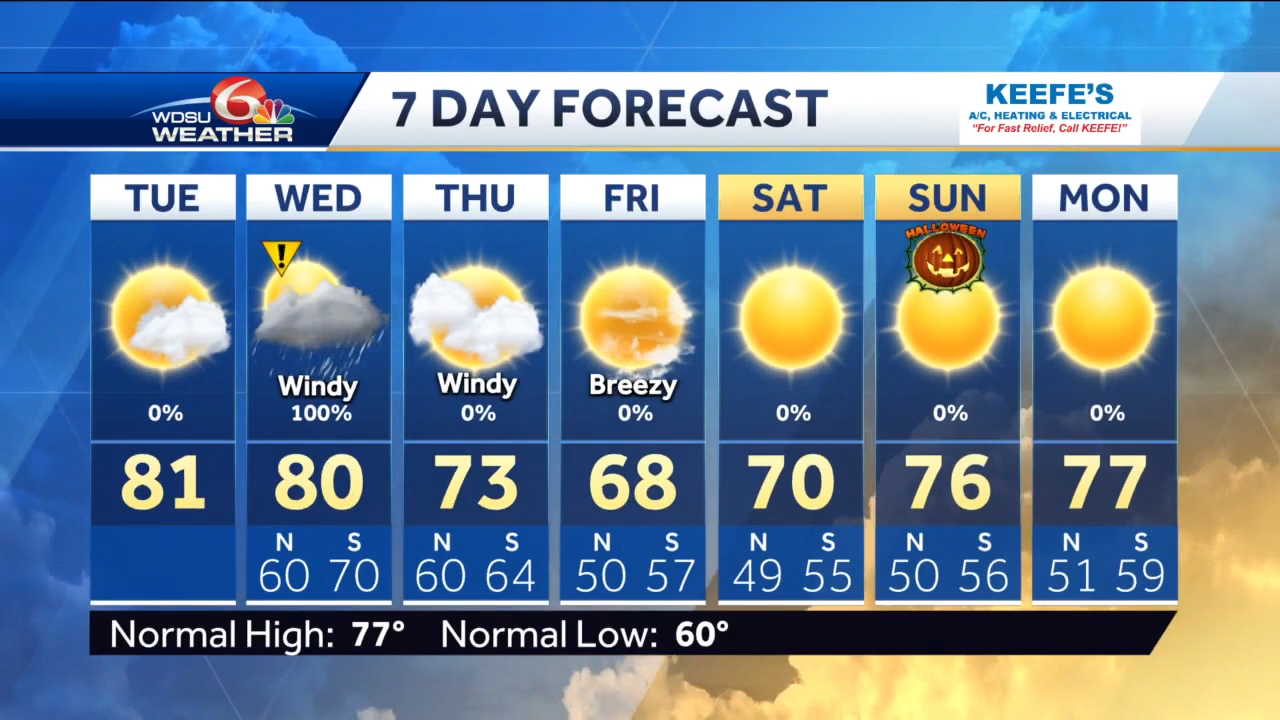 WDSU 6
WEATHER
7 DAY FORECAST
KEEFE'S
A/C, HEATING & ELECTRICAL
"For Fast Relief, Call KEEFE!"
TUE WED THU FRI SAT SUN MON
HALLOWEEN
!
Windy Windy Breezy
0% 100% 0% 0% 0% 0% 0%
81 80 73 68 70 76 77
N S N S N S N S N S N S
60 70 60 64 50 57 49 55 50 56 51 59
Normal High: 77° Normal Low: 60°